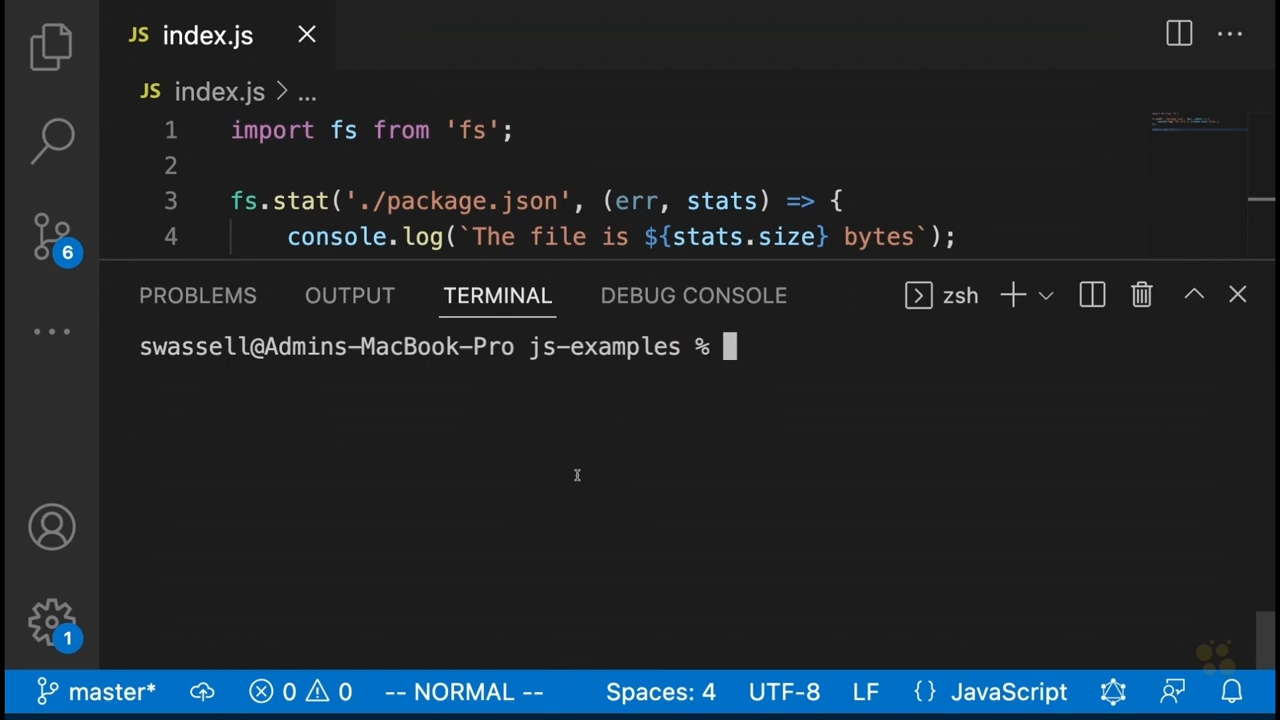 JS index.js
JS index.js > ...
1 import fs from 'fs';
2
3 fs.stat('./package.json', (err, stats) => {
4 console.log(`The file is ${stats.size} bytes`);
6
PROBLEMS OUTPUT TERMINAL DEBUG CONSOLE zsh
swassell@Admins-MacBook-Pro js-examples %
1
master* 0 0 -- NORMAL -- Spaces: 4 UTF-8 LF {} JavaScript